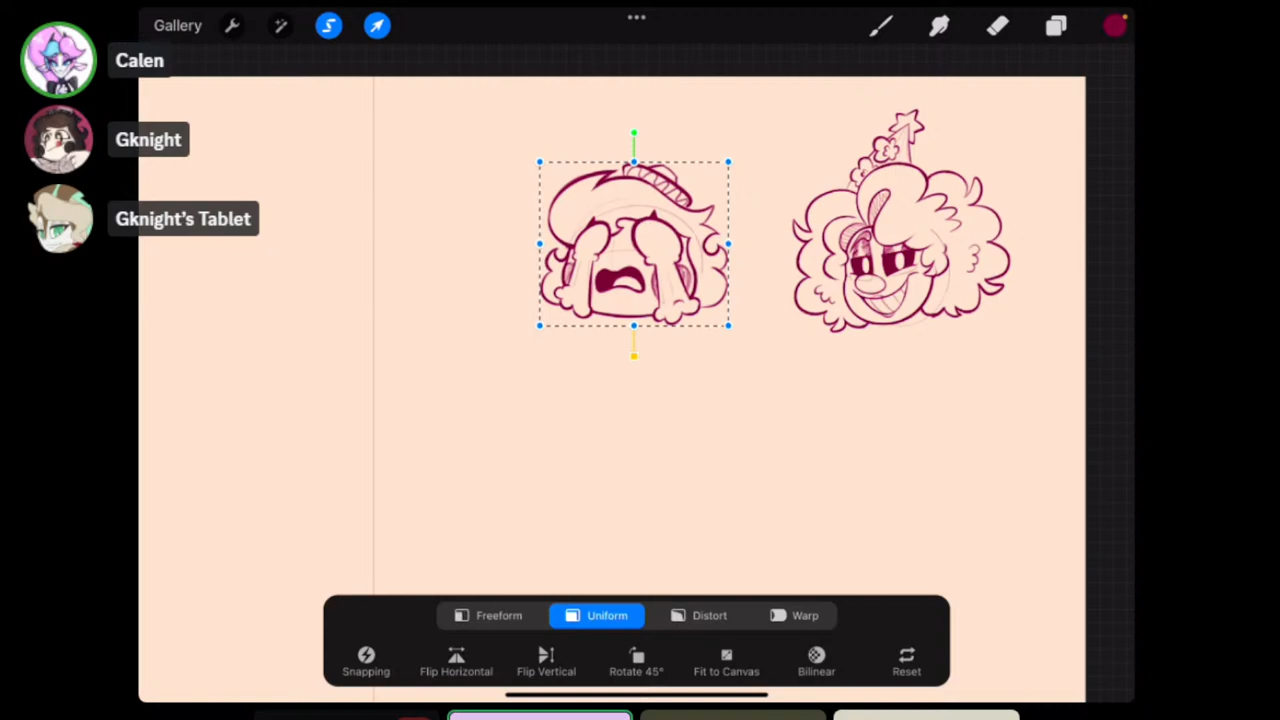 Gallery
Calen
Gknight
Gknight's Tablet
Freeform Uniform Distort Warp
Snapping Flip Horizontal Flip Vertical Rotate 45° Fit to Canvas Bilinear Reset